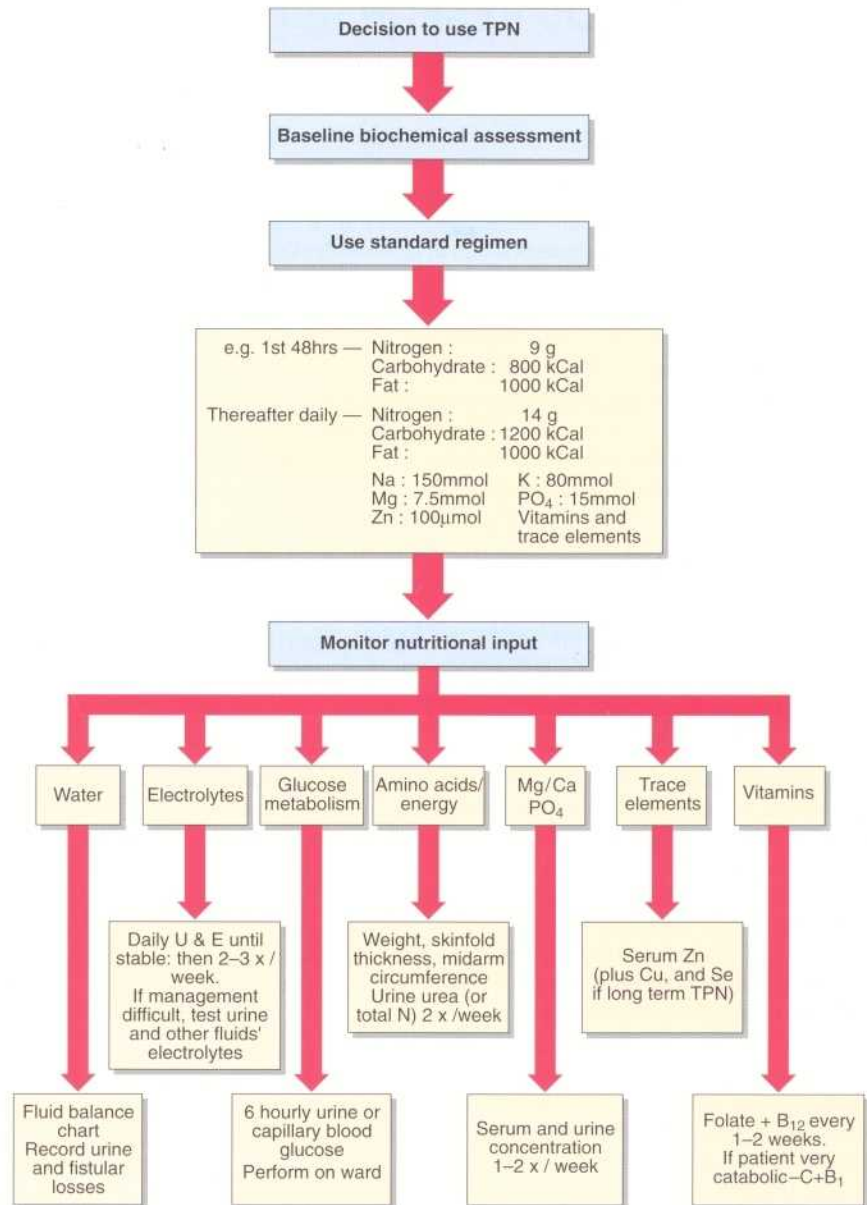 Decision to use TPN
Baseline biochemical assessment
Use standard regimen
e.g. 1st 48hrs — Nitrogen : 9 g
Carbohydrate : 800 kCal
Fat : 1000 kCal
Thereafter daily — Nitrogen : 14 g
Carbohydrate : 1200 kCal
Fat : 1000 kCal
Na : 150mmol K : 80mmol
Mg : 7.5mmol PO₄ : 15mmol
Zn : 100µmol Vitamins and
trace elements
Monitor nutritional input
Water
Electrolytes
Glucose
metabolism
Amino acids/
energy
Mg/Ca
PO₄
Trace
elements
Vitamins
Daily U & E until
stable: then 2–3 x /
week.
If management
difficult, test urine
and other fluids'
electrolytes
Weight, skinfold
thickness, midarm
circumference
Urine urea (or
total N) 2 x /week
Serum Zn
(plus Cu, and Se
if long term TPN)
Fluid balance
chart
Record urine
and fistular
losses
6 hourly urine or
capillary blood
glucose
Perform on ward
Serum and urine
concentration
1–2 x / week
Folate + B₁₂ every
1–2 weeks.
If patient very
catabolic–C+B₁